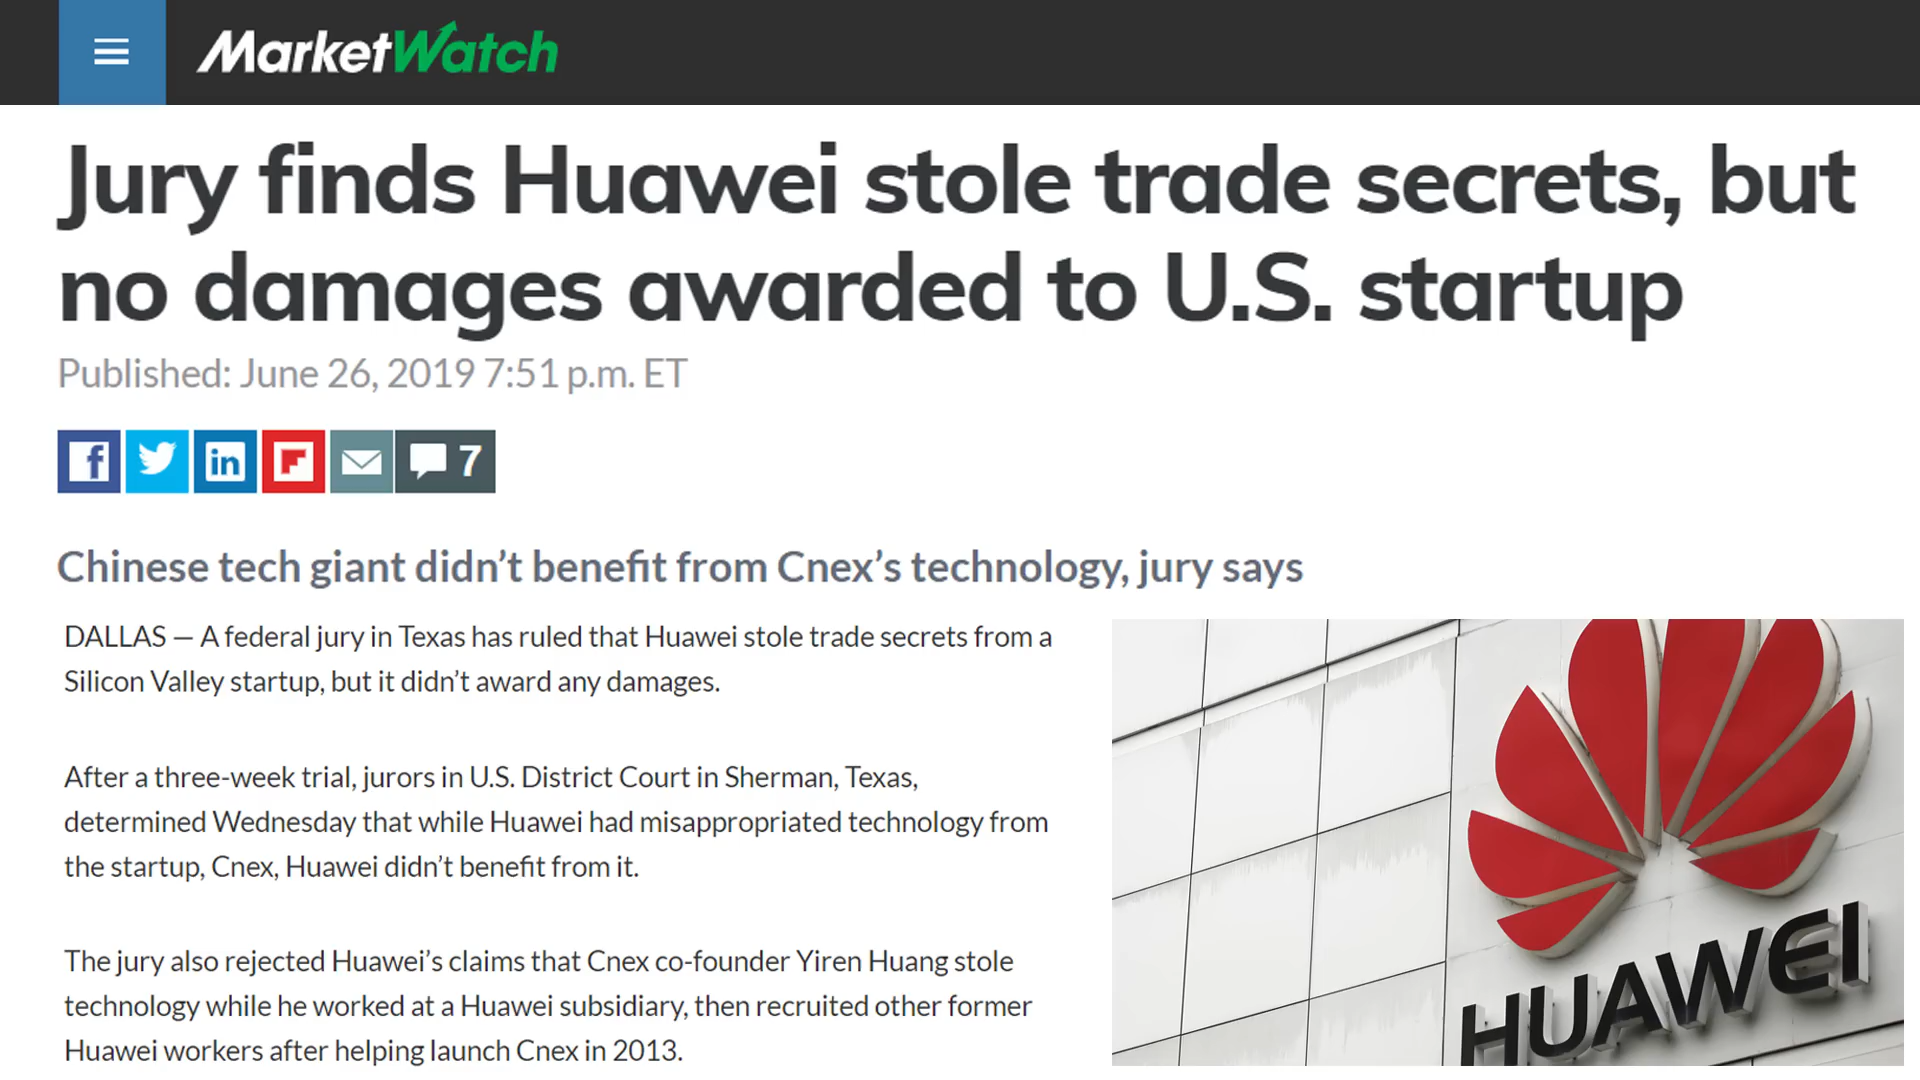 MarketWatch
Jury finds Huawei stole trade secrets, but
no damages awarded to U.S. startup
Published: June 26, 2019 7:51 p.m. ET
7
Chinese tech giant didn’t benefit from Cnex’s technology, jury says
DALLAS — A federal jury in Texas has ruled that Huawei stole trade secrets from a
Silicon Valley startup, but it didn’t award any damages.
After a three-week trial, jurors in U.S. District Court in Sherman, Texas,
determined Wednesday that while Huawei had misappropriated technology from
the startup, Cnex, Huawei didn’t benefit from it.
The jury also rejected Huawei’s claims that Cnex co-founder Yiren Huang stole
technology while he worked at a Huawei subsidiary, then recruited other former
Huawei workers after helping launch Cnex in 2013.
HUAWEI